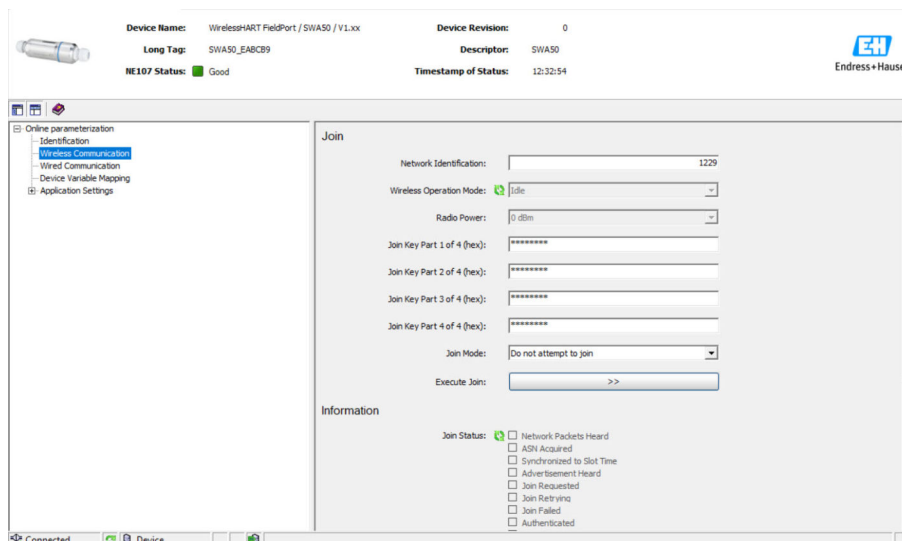 Device Name: WirelessHART FieldPort / SWA50 / V1.xx Device Revision: 0
Long Tag: SWA50_EABCB9 Descriptor: SWA50
NE107 Status: Good Timestamp of Status: 12:32:54
EH
Endress+Hause
Online parameterization
Identification
Wireless Communication
Wired Communication
Device Variable Mapping
Application Settings
Join
Network Identification: 1229
Wireless Operation Mode: Idle
Radio Power: 0 dBm
Join Key Part 1 of 4 (hex): ********
Join Key Part 2 of 4 (hex): ********
Join Key Part 3 of 4 (hex): ********
Join Key Part 4 of 4 (hex): ********
Join Mode: Do not attempt to join
Execute Join: >>
Information
Join Status: Network Packets Heard
ASN Acquired
Synchronized to Slot Time
Advertisement Heard
Join Requested
Join Retrying
Join Failed
Authenticated
Connected Device